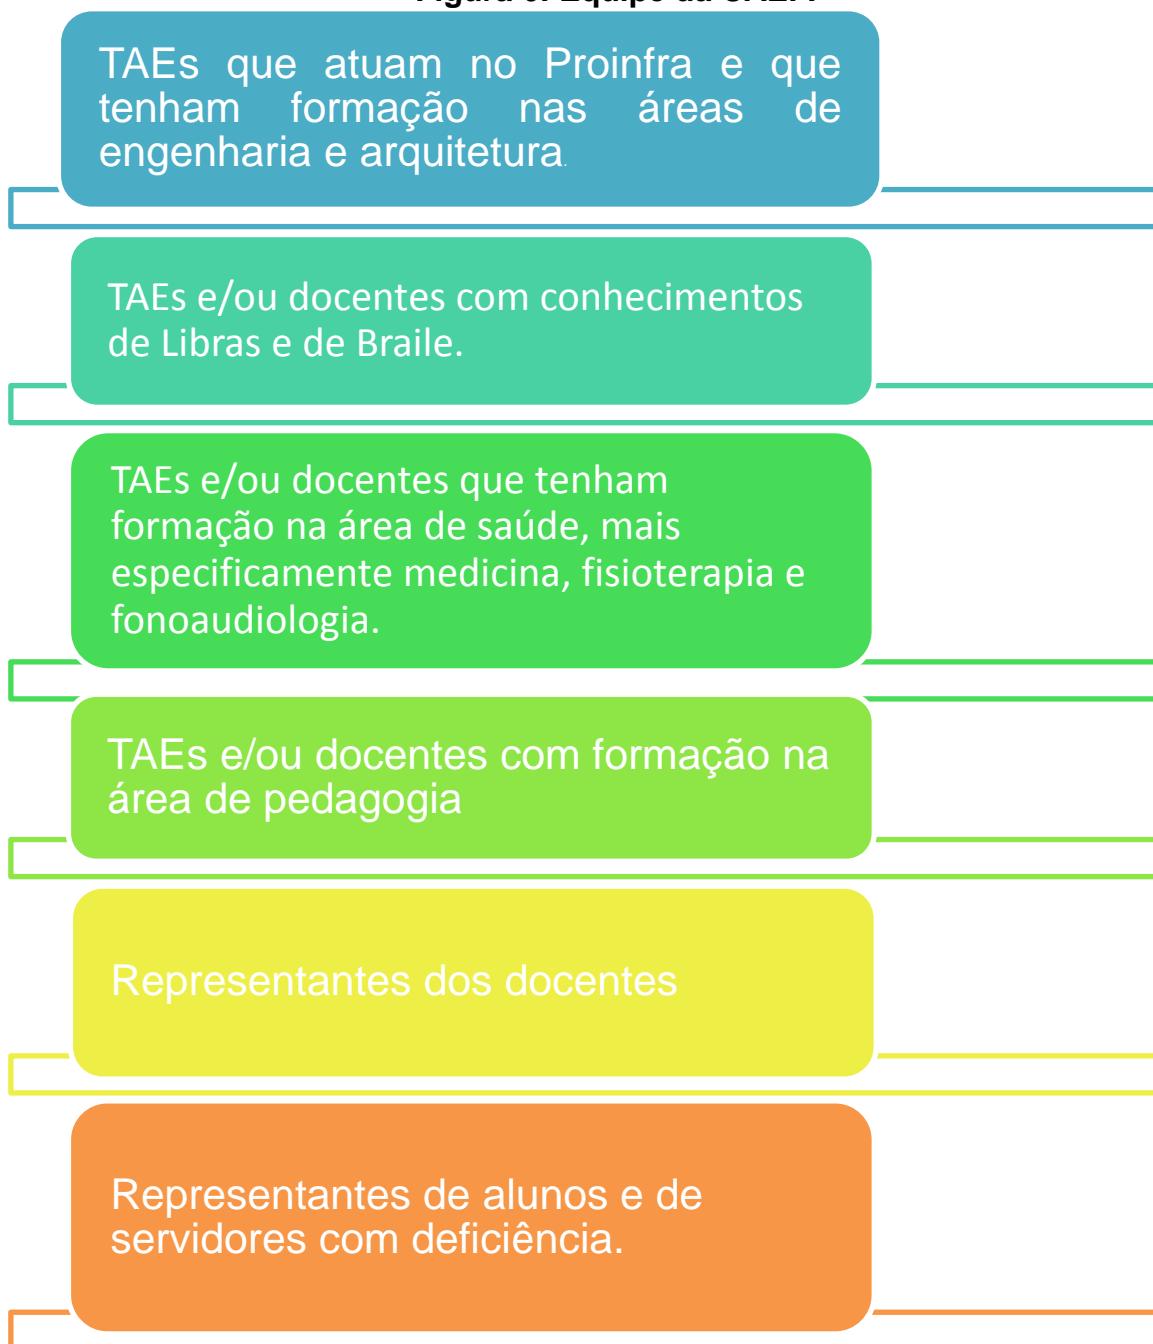 TAEs que atuam no Proinfra e que
tenham formação nas áreas de
engenharia e arquitetura.
TAEs e/ou docentes com conhecimentos
de Libras e de Braile.
TAEs e/ou docentes que tenham
formação na área de saúde, mais
especificamente medicina, fisioterapia e
fonoaudiologia.
TAEs e/ou docentes com formação na
área de pedagogia
Representantes dos docentes
Representantes de alunos e de
servidores com deficiência.